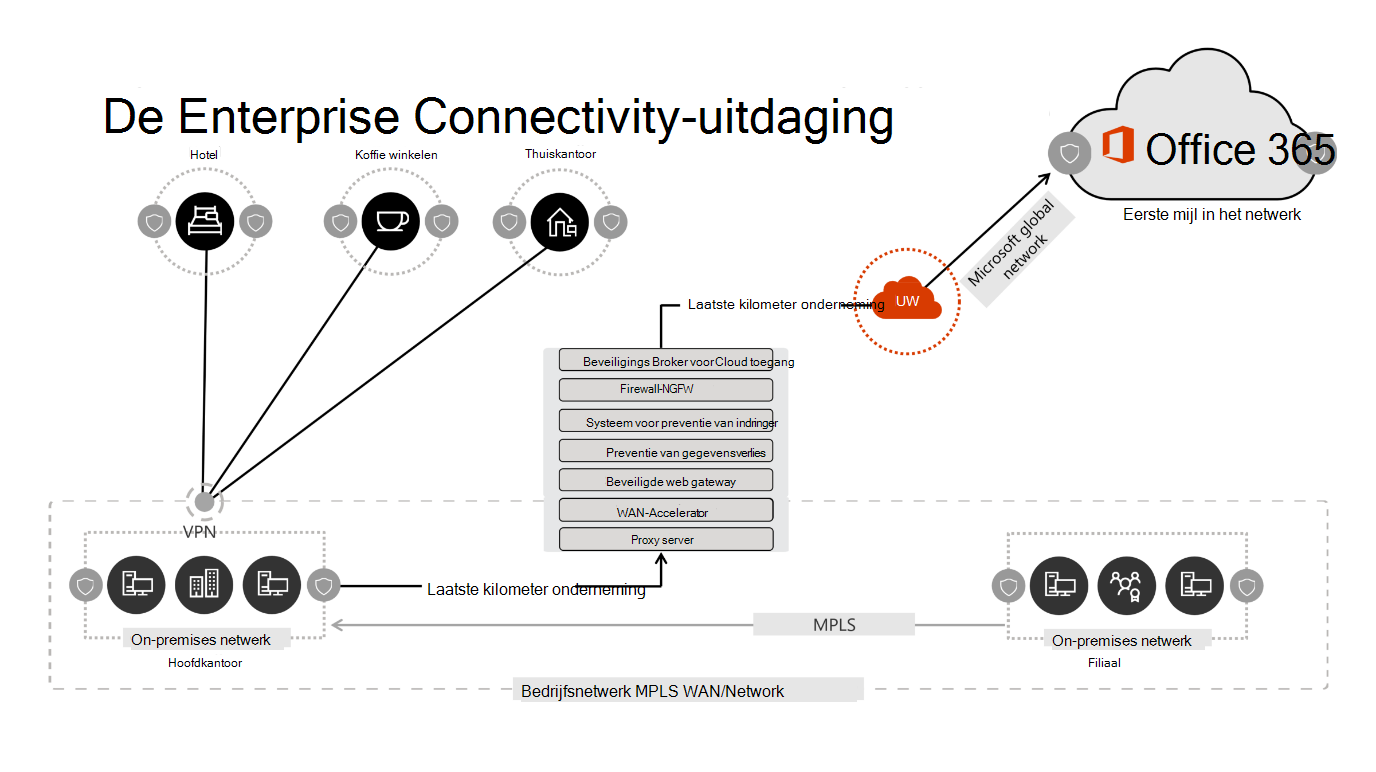 De Enterprise Connectivity-uitdaging
Office 365
Eerste mijl in het netwerk
Hotel
Koffie winkelen
Thuiskantoor
Microsoft global
network
UW
Laatste kilometer onderneming
Beveiligings Broker voor Cloud toegang
Firewall-NGFW
Systeem voor preventie van indringer
Preventie van gegevensverlies
Beveiligde web gateway
WAN-Accelerator
Proxy server
VPN
Laatste kilometer onderneming
MPLS
On-premises netwerk
Hoofdkantoor
On-premises netwerk
Filiaal
Bedrijfsnetwerk MPLS WAN/Network